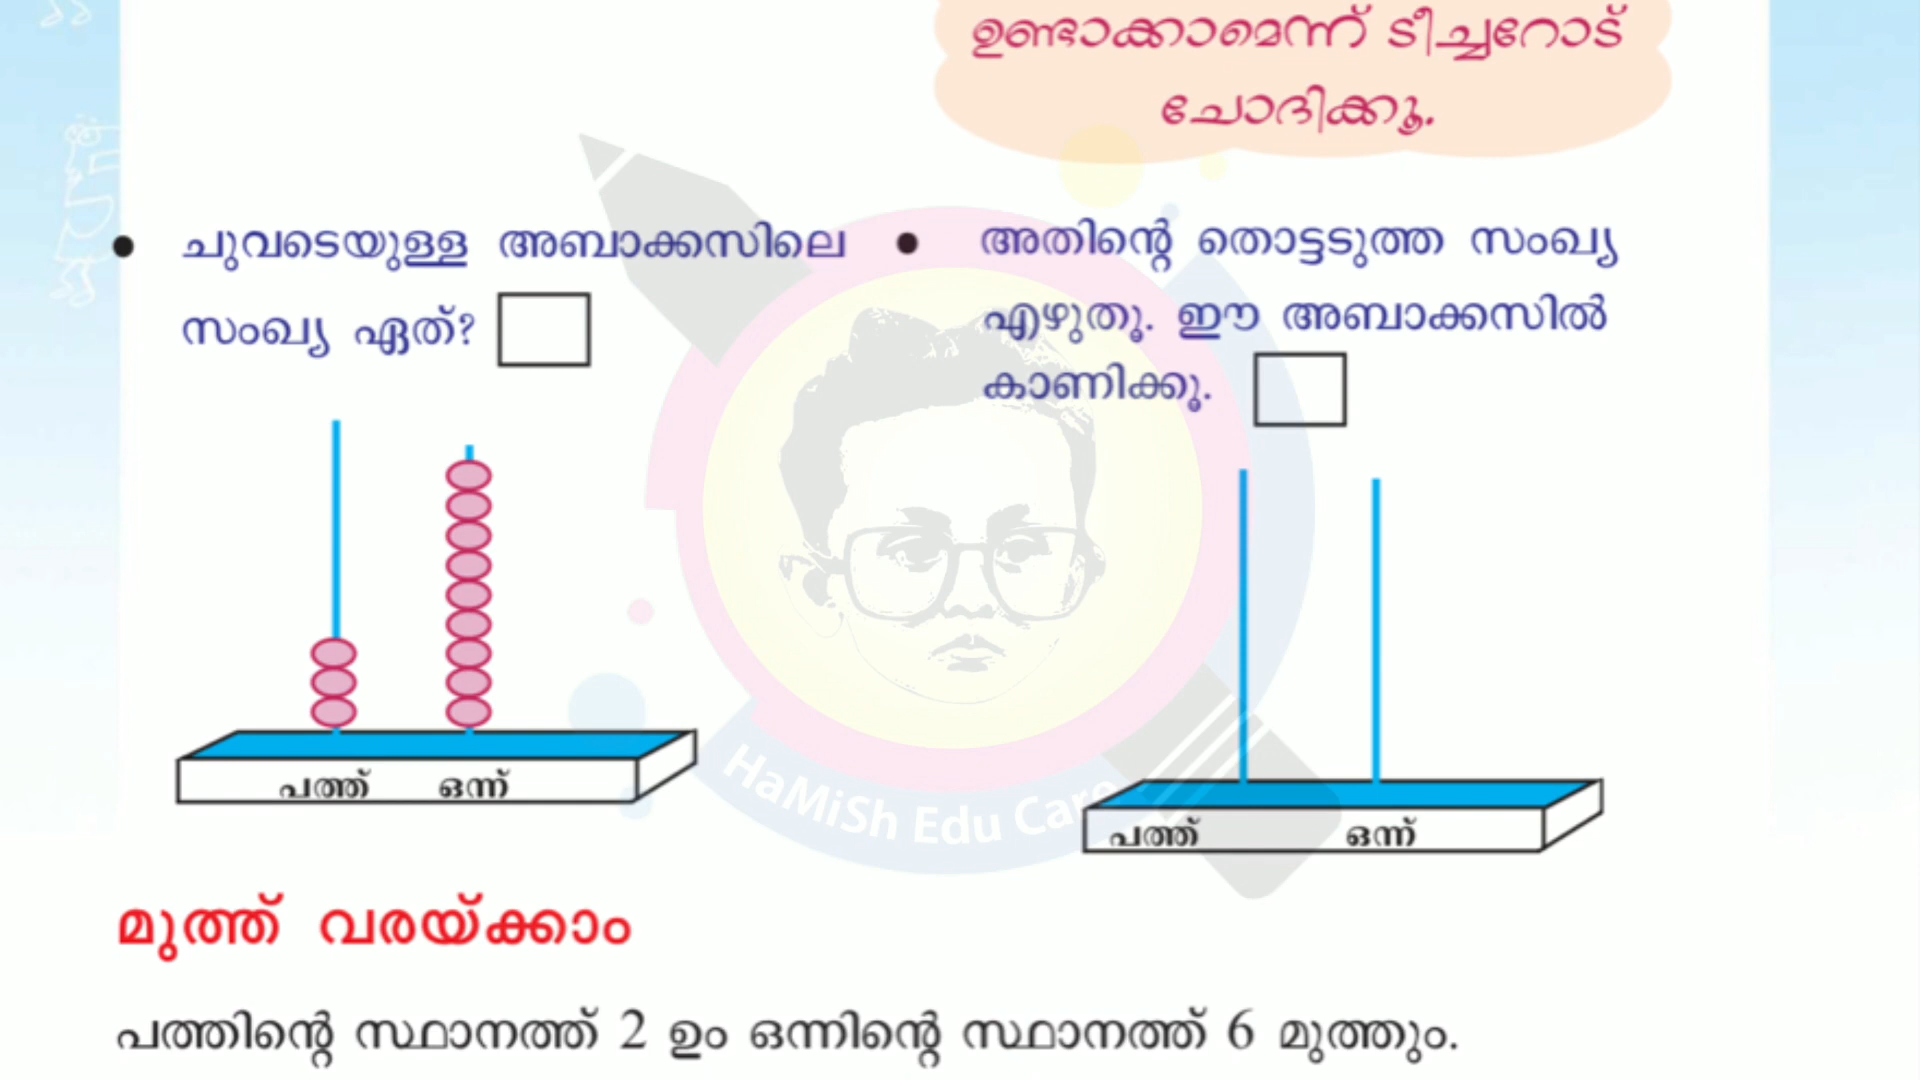 ഉണ്ടാക്കാമെന്ന് ടീച്ചറോട്
ചോദിക്കൂ.
ചുവടെയുള്ള അബാക്കസിലെ
സംഖ്യ ഏത്?
അതിന്റെ തൊട്ടടുത്ത സംഖ്യ
എഴുതൂ. ഈ അബാക്കസിൽ
കാണിക്കൂ.
പത്ത് ഒന്ന്
പത്ത് ഒന്ന്
HaMiSh Edu Care
മുത്ത് വരയ്ക്കാം
പത്തിന്റെ സ്ഥാനത്ത് 2 ഉം ഒന്നിന്റെ സ്ഥാനത്ത് 6 മുത്തും.